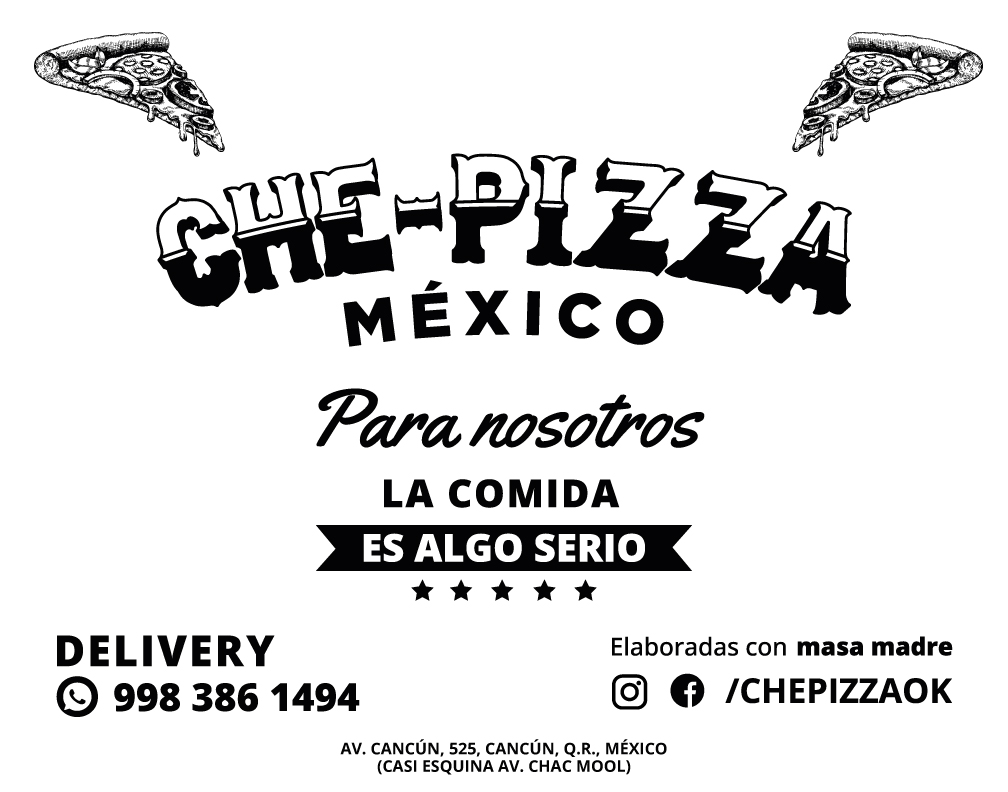 CHE-PIZZA
MÉXICO
Para nosotros
LA COMIDA
ES ALGO SERIO
DELIVERY
998 386 1494
Elaboradas con masa madre
/CHEPIZZAOK
AV. CANCÚN, 525, CANCÚN, Q.R., MÉXICO
(CASI ESQUINA AV. CHAC MOOL)